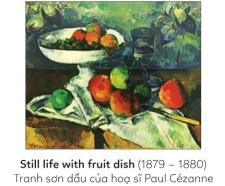 Still life with fruit dish (1879 – 1880)
Tranh sơn dầu của hoạ sĩ Paul Cézanne